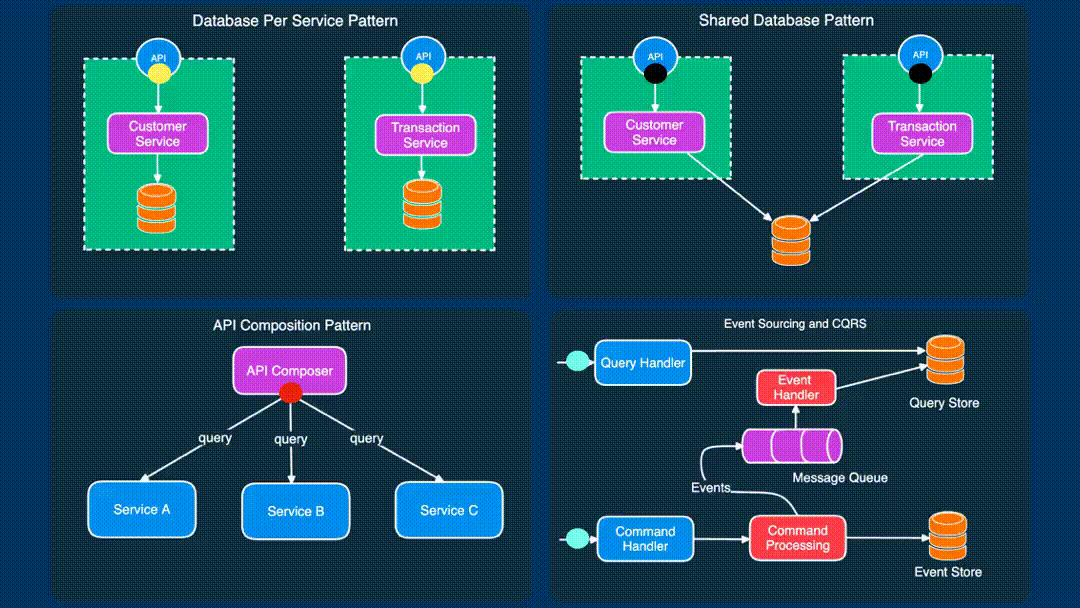 Database Per Service Pattern
API
API
Customer
Service
Transaction
Service
Shared Database Pattern
API
API
Customer
Service
Transaction
Service
API Composition Pattern
API Composer
query
query
query
Service A
Service B
Service C
Event Sourcing and CQRS
Query Handler
Event
Handler
Query Store
Message Queue
Events
Command
Handler
Command
Processing
Event Store